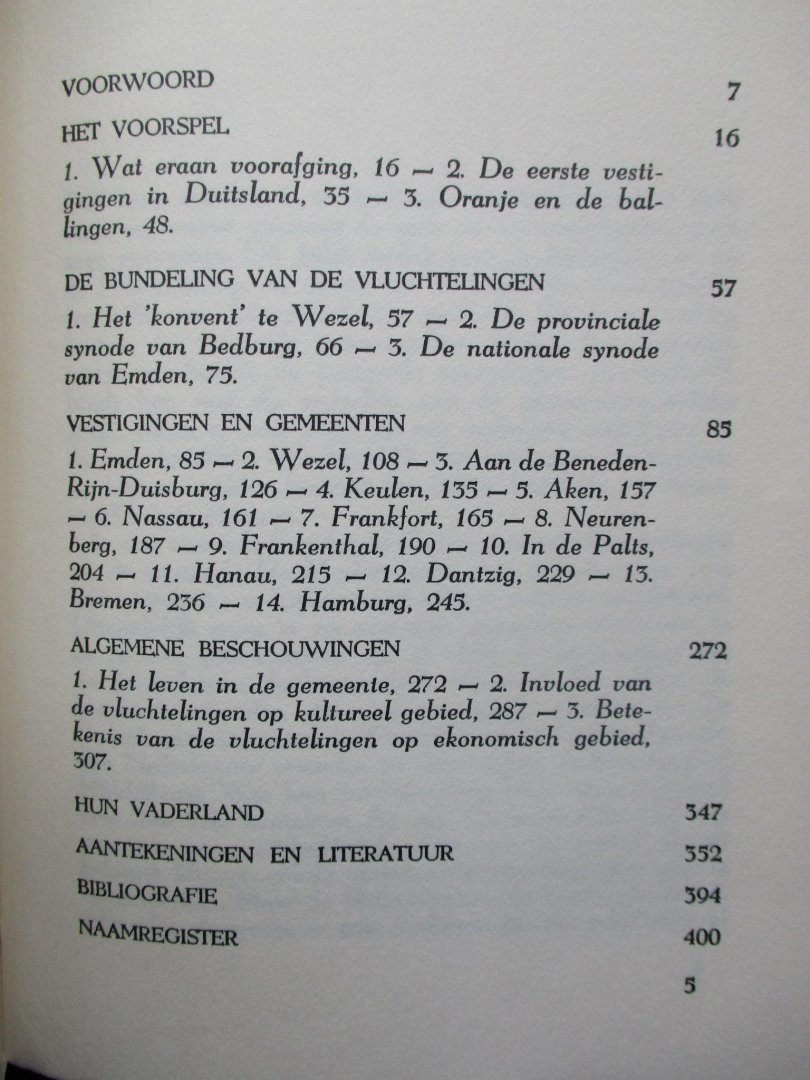 VOORWOORD 7
HET VOORSPEL 16
1. Wat eraan voorafging, 16 — 2. De eerste vesti-
gingen in Duitsland, 35 — 3. Oranje en de bal-
lingen, 48.
DE BUNDELING VAN DE VLUCHTELINGEN 57
1. Het 'konvent' te Wezel, 57 — 2. De provinciale
synode van Bedburg, 66 — 3. De nationale synode
van Emden, 75.
VESTIGINGEN EN GEMEENTEN 85
1. Emden, 85 — 2. Wezel, 108 — 3. Aan de Beneden-
Rijn-Duisburg, 126 — 4. Keulen, 135 — 5. Aken, 157
— 6. Nassau, 161 — 7. Frankfort, 165 — 8. Neuren-
berg, 187 — 9. Frankenthal, 190 — 10. In de Palts,
204 — 11. Hanau, 215 — 12. Dantzig, 229 — 13.
Bremen, 236 — 14. Hamburg, 245.
ALGEMENE BESCHOUWINGEN 272
1. Het leven in de gemeente, 272 — 2. Invloed van
de vluchtelingen op kultureel gebied, 287 — 3. Bete-
kenis van de vluchtelingen op ekonomisch gebied,
307.
HUN VADERLAND 347
AANTEKENINGEN EN LITERATUUR 352
BIBLIOGRAFIE 394
NAAMREGISTER 400
5